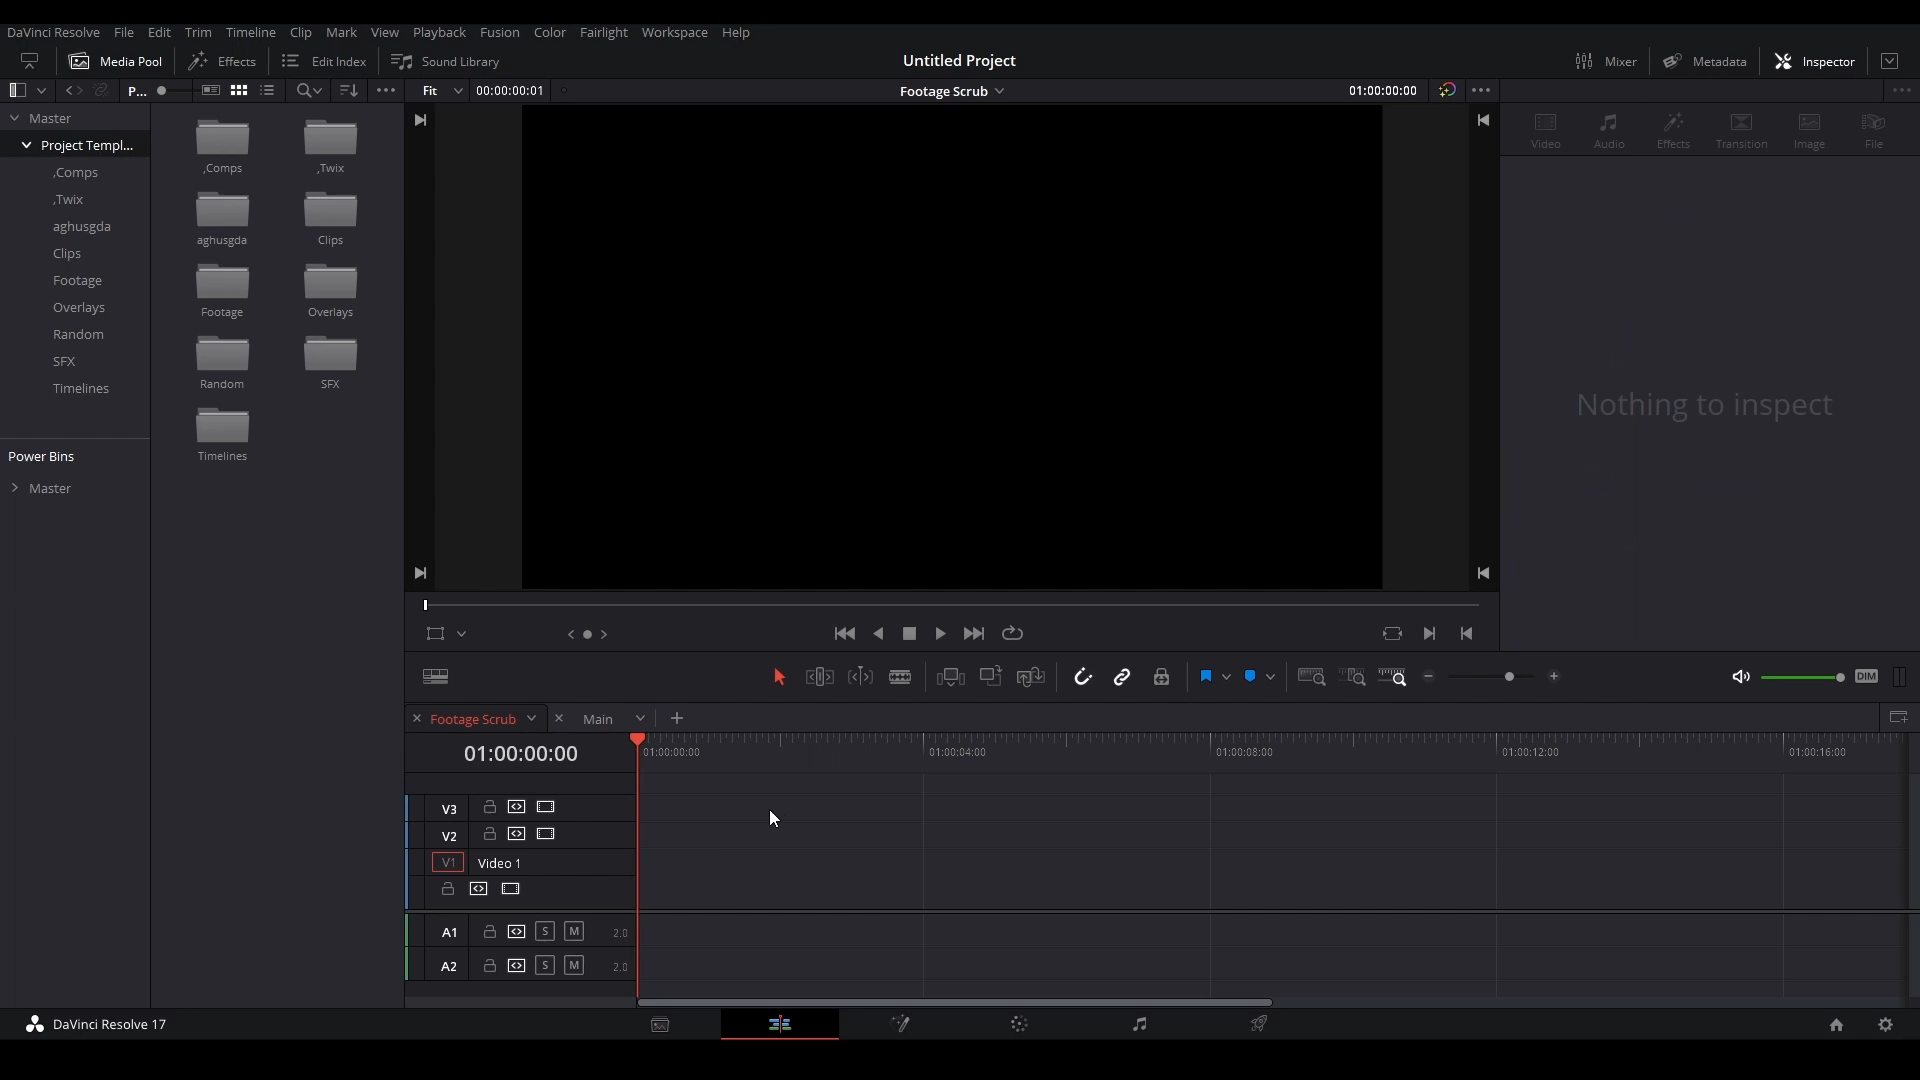 DaVinci Resolve File Edit Trim Timeline Clip Mark View Playback Fusion Color Fairlight Workspace Help
Media Pool Effects Edit Index Sound Library Untitled Project Mixer Metadata Inspector
P... Fit 00:00:00:01 Footage Scrub 01:00:00:00
Master
Project Templ...
,Comps
,Twix
aghusgda
Clips
Footage
Overlays
Random
SFX
Timelines
Power Bins
Master
,Comps ,Twix
aghusgda Clips
Footage Overlays
Random SFX
Timelines
Video Audio Effects Transition Image File
Nothing to inspect
DIM
Footage Scrub Main
01:00:00:00 01:00:00:00 01:00:04:00 01:00:08:00 01:00:12:00 01:00:16:00
V3
V2
V1 Video 1
A1 S M 2.0
A2 S M 2.0
DaVinci Resolve 17